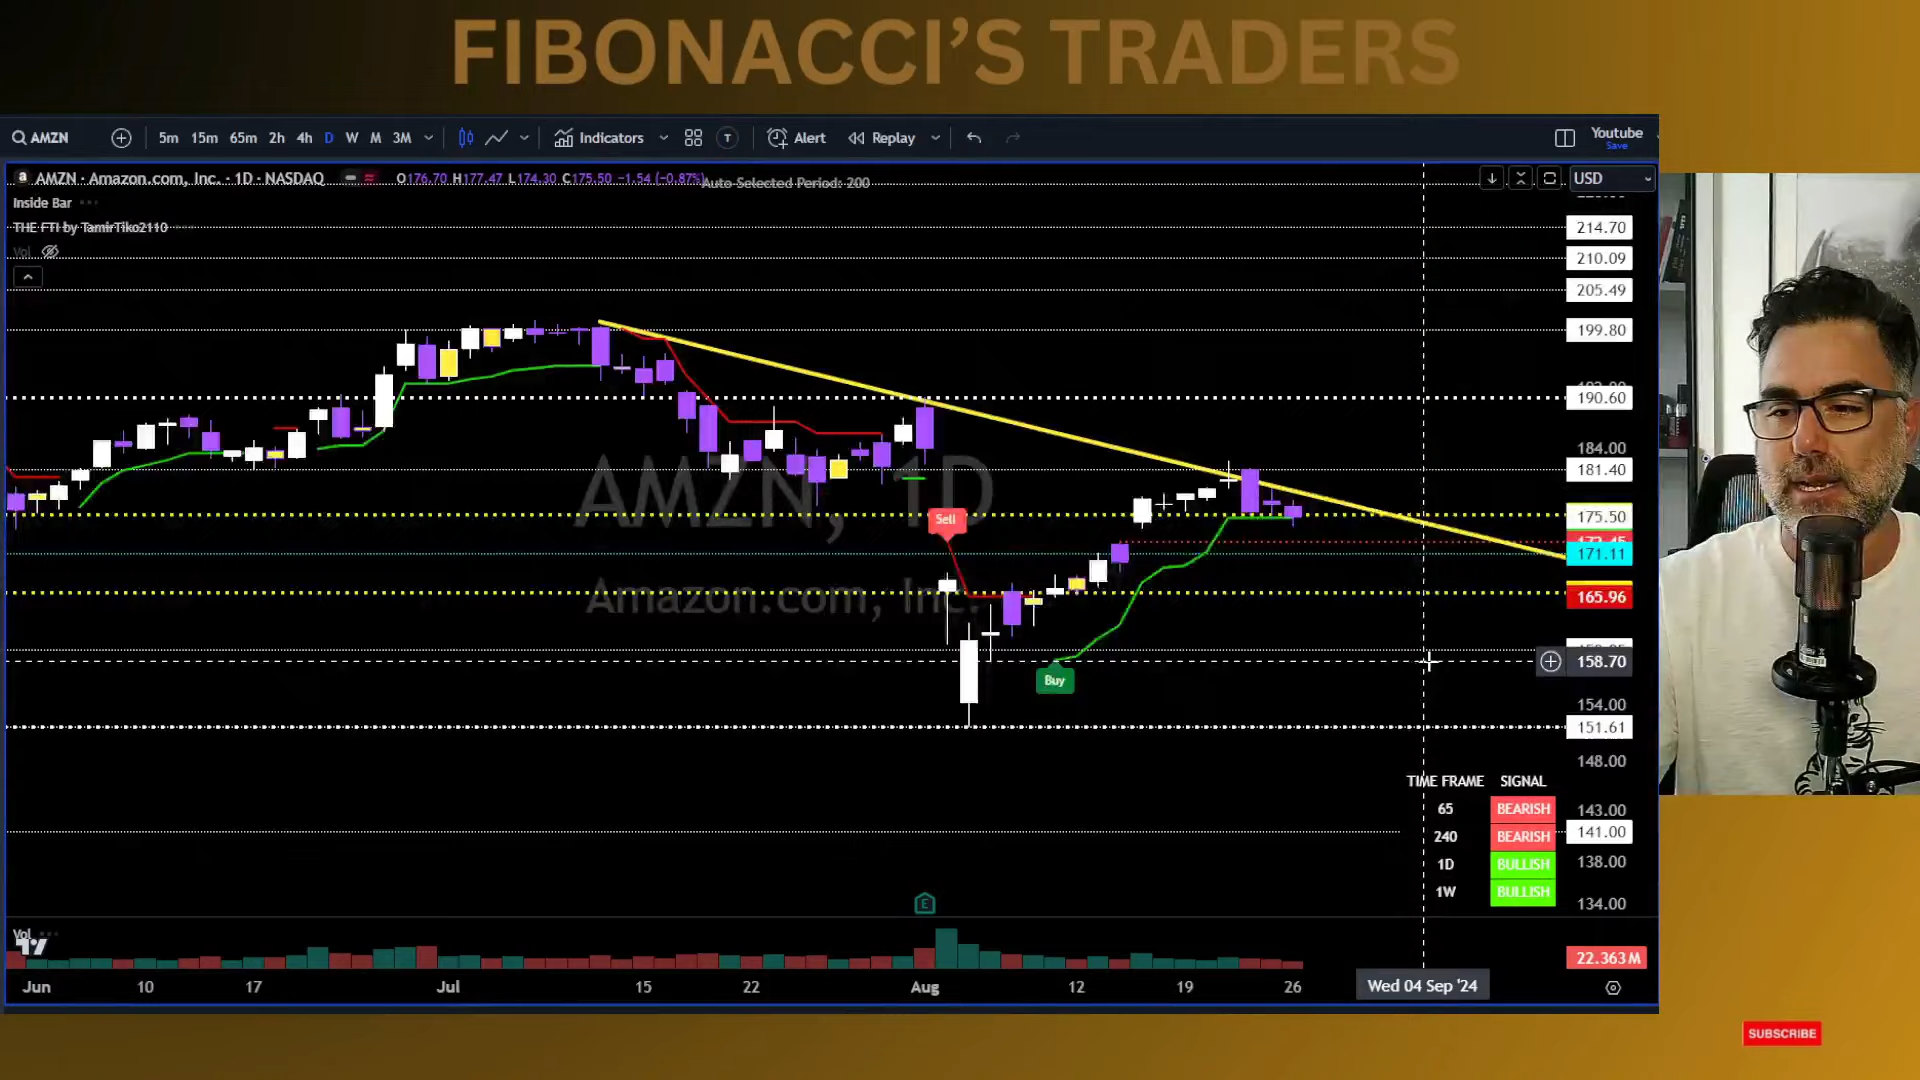 FIBONACCI'S TRADERS
AMZN 5m 15m 65m 2h 4h D W M 3M Indicators T Alert Replay Youtube
Save
AMZN · Amazon.com, Inc. · 1D · NASDAQ O176.70 H177.47 L174.30 C175.50 −1.54 (−0.87%) Auto Selected Period: 200 USD
Inside Bar
THE FTI by TamirTiko2110
Vol
214.70
210.09
205.49
199.80
190.60
184.00
181.40
175.50
171.11
165.96
158.70
154.00
151.61
148.00
143.00
141.00
138.00
134.00
AMZN, 1D
Amazon.com, Inc.
Sell
Buy
TIME FRAME SIGNAL
65 BEARISH
240 BEARISH
1D BULLISH
1W BULLISH
E
Vol
22.363M
Jun 10 17 Jul 15 22 Aug 12 19 26 Wed 04 Sep '24
SUBSCRIBE